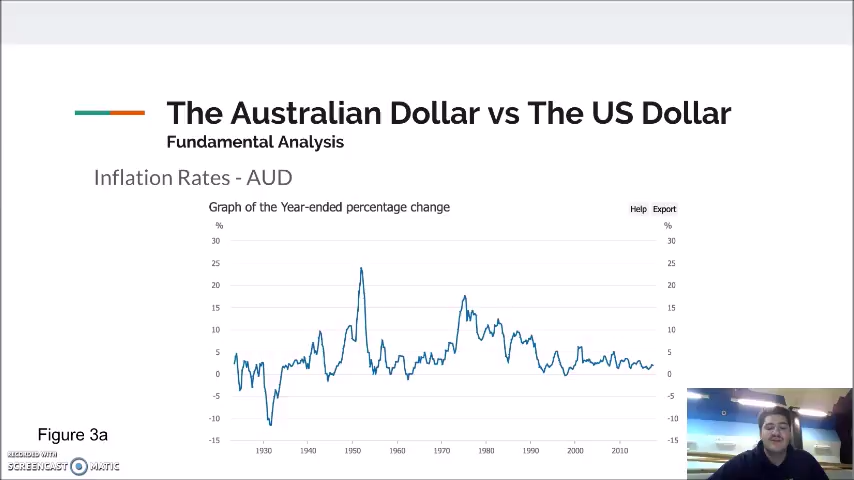 The Australian Dollar vs The US Dollar
Fundamental Analysis
Inflation Rates - AUD
Graph of the Year-ended percentage change
Help Export
% %
30 30
25 25
20 20
15 15
10 10
5 5
0 0
-5 -5
-10 -10
-15 -15
1930 1940 1950 1960 1970 1980 1990 2000 2010
Figure 3a
RECORDED WITH
SCREENCAST MATIC